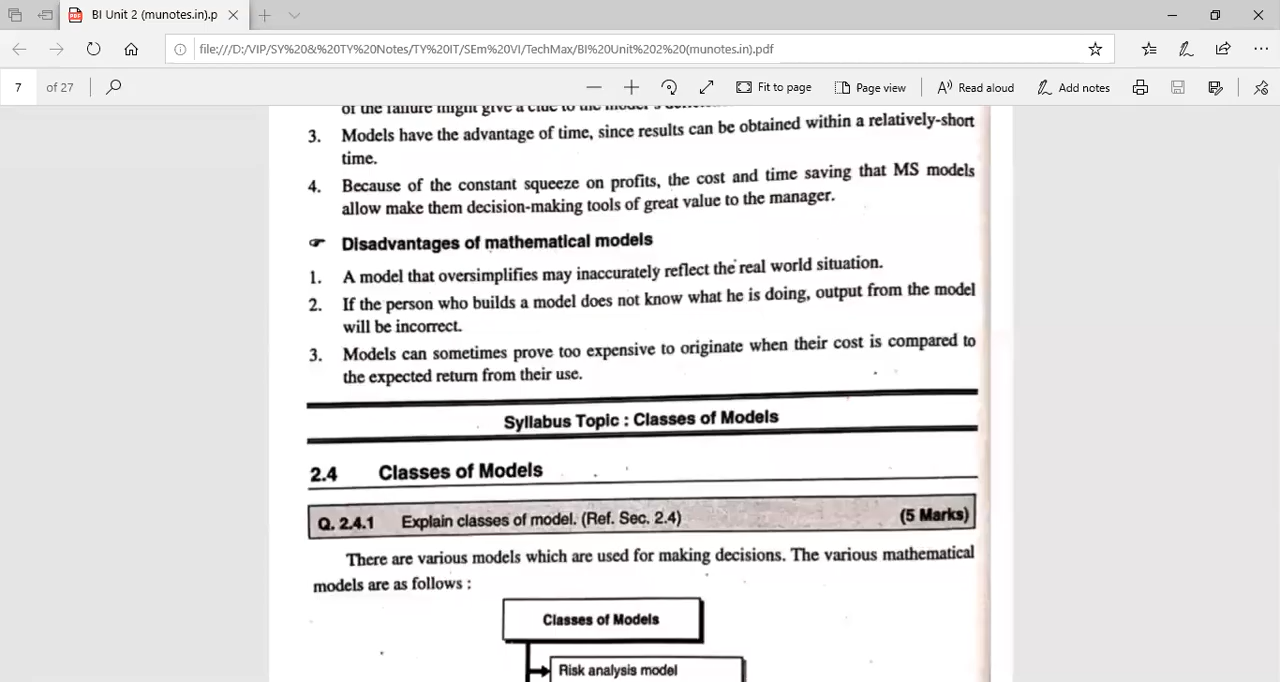 BI Unit 2 (munotes.in).p
file:///D:/VIP/SY%20&%20TY%20Notes/TY%20IT/SEm%20VI/TechMax/BI%20Unit%202%20(munotes.in).pdf
7 of 27 Fit to page Page view Read aloud Add notes
of the failure might give a clue to the model's
3. Models have the advantage of time, since results can be obtained within a relatively-short
time.
4. Because of the constant squeeze on profits, the cost and time saving that MS models
allow make them decision-making tools of great value to the manager.
Disadvantages of mathematical models
1. A model that oversimplifies may inaccurately reflect the real world situation.
2. If the person who builds a model does not know what he is doing, output from the model
will be incorrect.
3. Models can sometimes prove too expensive to originate when their cost is compared to
the expected return from their use.
Syllabus Topic : Classes of Models
2.4 Classes of Models
Q. 2.4.1 Explain classes of model. (Ref. Sec. 2.4) (5 Marks)
There are various models which are used for making decisions. The various mathematical
models are as follows :
Classes of Models
Risk analysis model